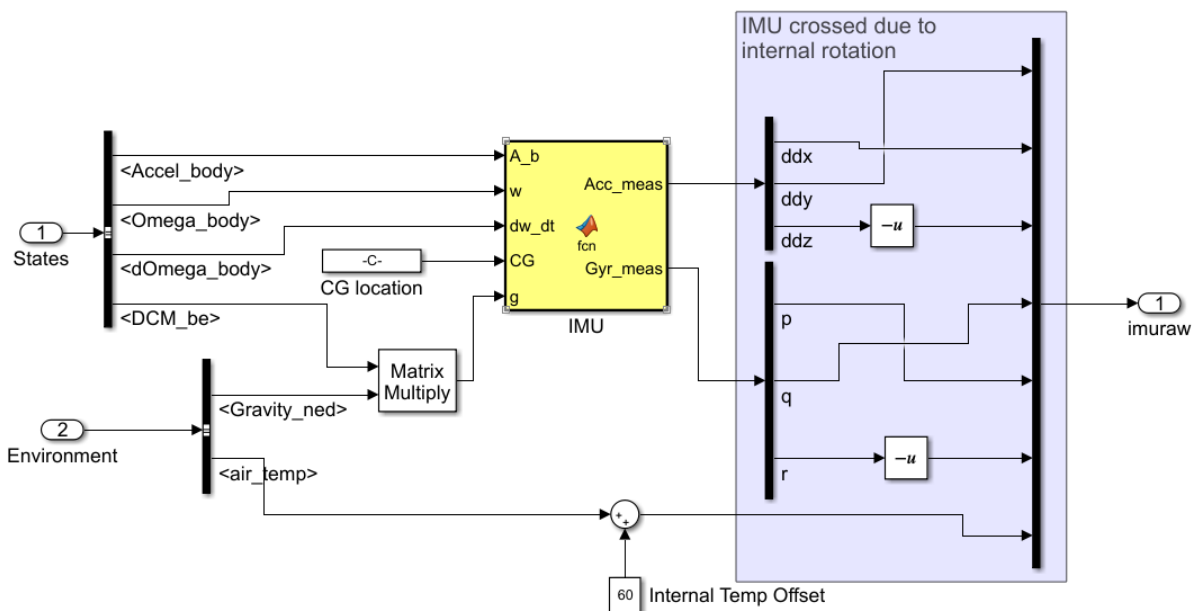 IMU crossed due to
internal rotation
<Accel_body>
<Omega_body>
<dOmega_body>
<DCM_be>
1
States
-C-
CG location
A_b
w
dw_dt
CG
g
fcn
Acc_meas
Gyr_meas
IMU
ddx
ddy
ddz
-u
p
q
r
-u
1
imuraw
Matrix
Multiply
2
Environment
<Gravity_ned>
<air_temp>
+
+
60
Internal Temp Offset